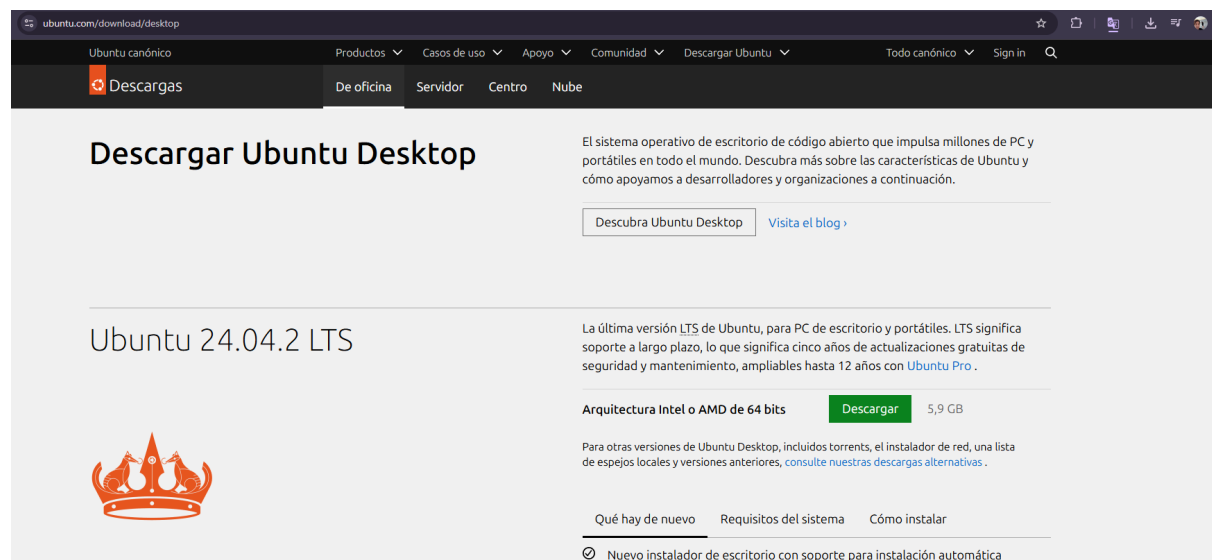 ubuntu.com/download/desktop
Ubuntu canónico Productos Casos de uso Apoyo Comunidad Descargar Ubuntu Todo canónico Sign in
Descargas De oficina Servidor Centro Nube
Descargar Ubuntu Desktop
El sistema operativo de escritorio de código abierto que impulsa millones de PC y
portátiles en todo el mundo. Descubra más sobre las características de Ubuntu y
cómo apoyamos a desarrolladores y organizaciones a continuación.
Descubra Ubuntu Desktop Visita el blog ›
Ubuntu 24.04.2 LTS
La última versión LTS de Ubuntu, para PC de escritorio y portátiles. LTS significa
soporte a largo plazo, lo que significa cinco años de actualizaciones gratuitas de
seguridad y mantenimiento, ampliables hasta 12 años con Ubuntu Pro .
Arquitectura Intel o AMD de 64 bits Descargar 5,9 GB
Para otras versiones de Ubuntu Desktop, incluidos torrents, el instalador de red, una lista
de espejos locales y versiones anteriores, consulte nuestras descargas alternativas .
Qué hay de nuevo Requisitos del sistema Cómo instalar
Nuevo instalador de escritorio con soporte para instalación automática